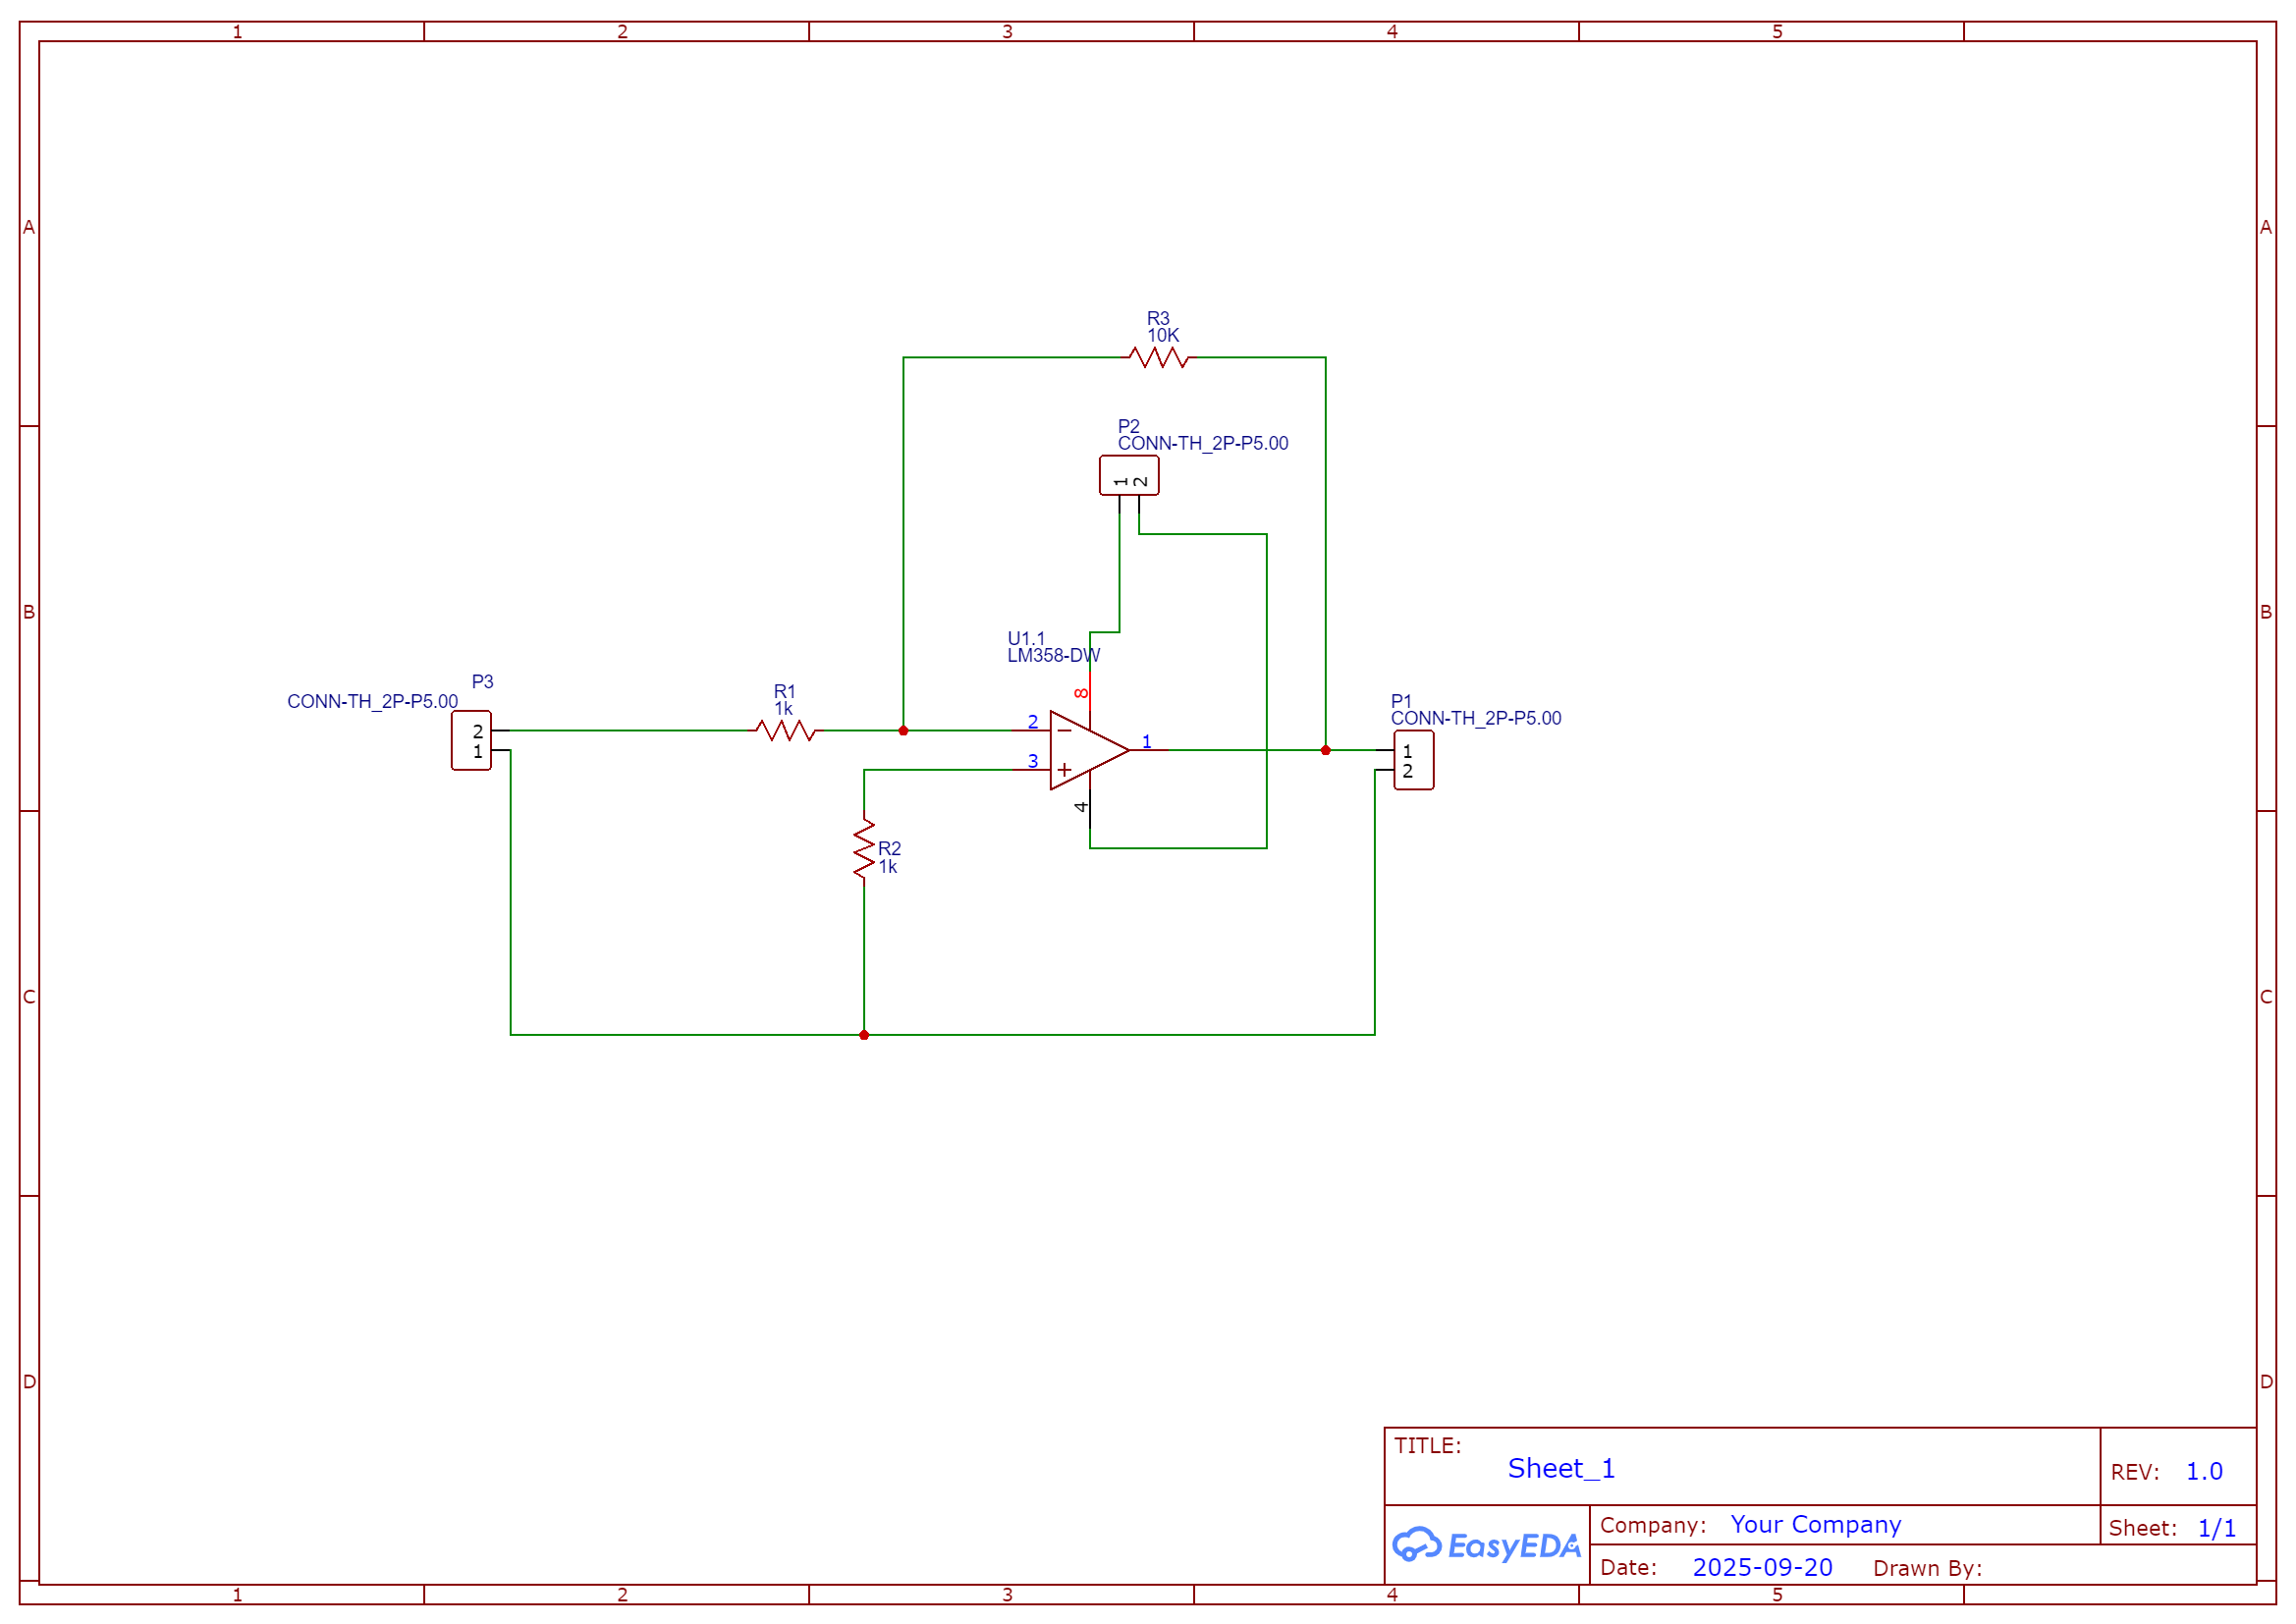 1 2 3 4 5
A A
R3
10K
P2
CONN-TH_2P-P5.00
1 2
B B
U1.1
LM358-DW
8
P3
CONN-TH_2P-P5.00
2
1
R1
1k
2
3
1
4
P1
CONN-TH_2P-P5.00
1
2
R2
1k
C C
D D
TITLE:
Sheet_1
REV: 1.0
EasyEDA
Company: Your Company
Sheet: 1/1
Date: 2025-09-20 Drawn By:
1 2 3 4 5